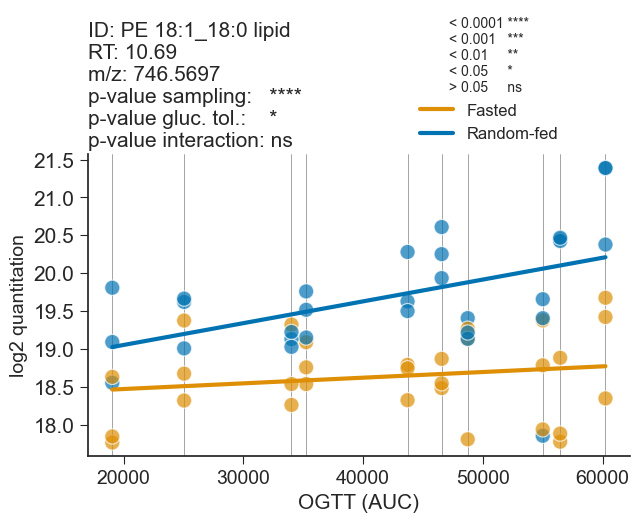 ID: PE 18:1_18:0 lipid
RT: 10.69
m/z: 746.5697
p-value sampling: ****
p-value gluc. tol.: *
p-value interaction: ns
< 0.0001 ****
< 0.001 ***
< 0.01 **
< 0.05 *
> 0.05 ns
Fasted
Random-fed
21.5
21.0
20.5
20.0
19.5
19.0
18.5
18.0
log2 quantitation
20000 30000 40000 50000 60000
OGTT (AUC)